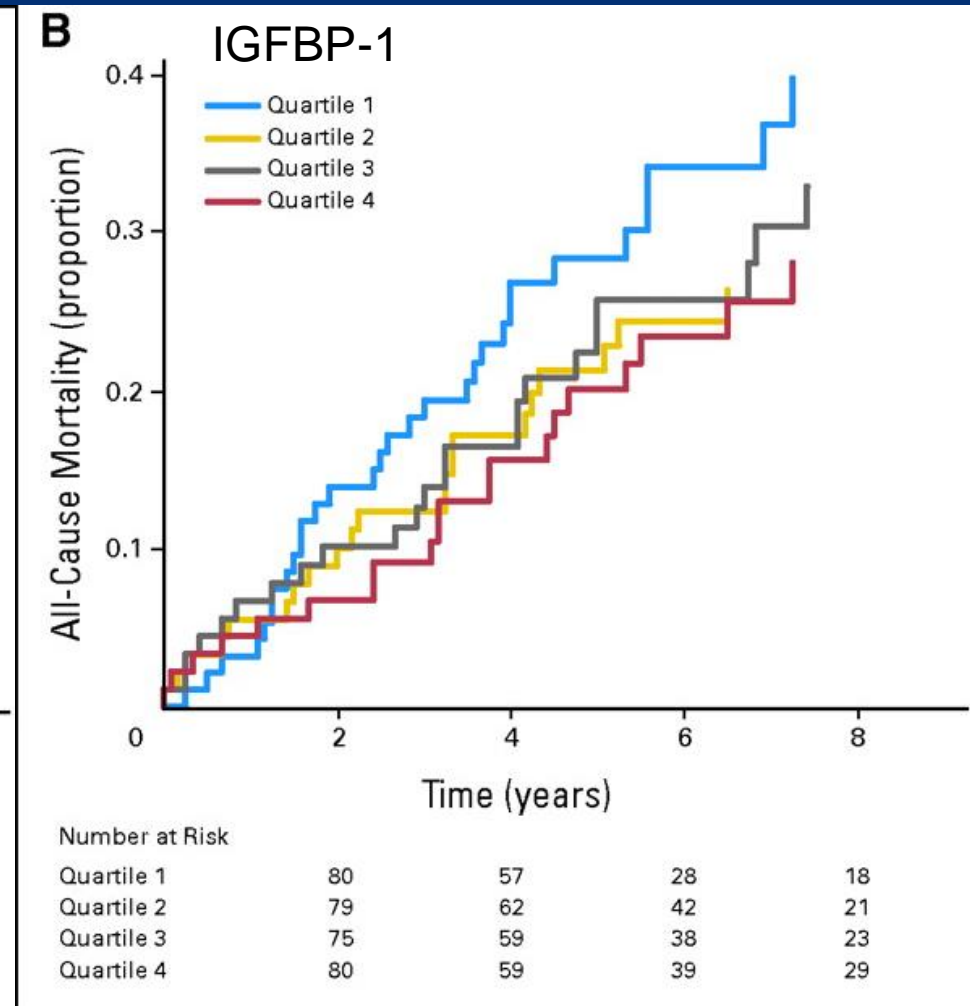 B
IGFBP-1
All-Cause Mortality (proportion)
0.4
0.3
0.2
0.1
Quartile 1
Quartile 2
Quartile 3
Quartile 4
0 2 4 6 8
Time (years)
Number at Risk
Quartile 1 80 57 28 18
Quartile 2 79 62 42 21
Quartile 3 75 59 38 23
Quartile 4 80 59 39 29